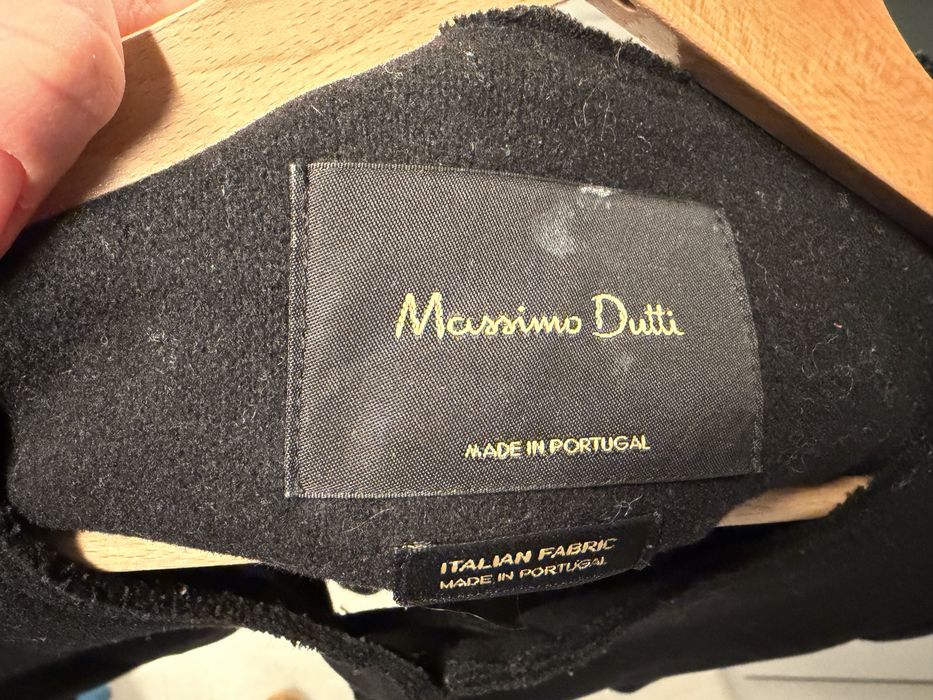 Massimo Dutti
MADE IN PORTUGAL
ITALIAN FABRIC
MADE IN PORTUGAL